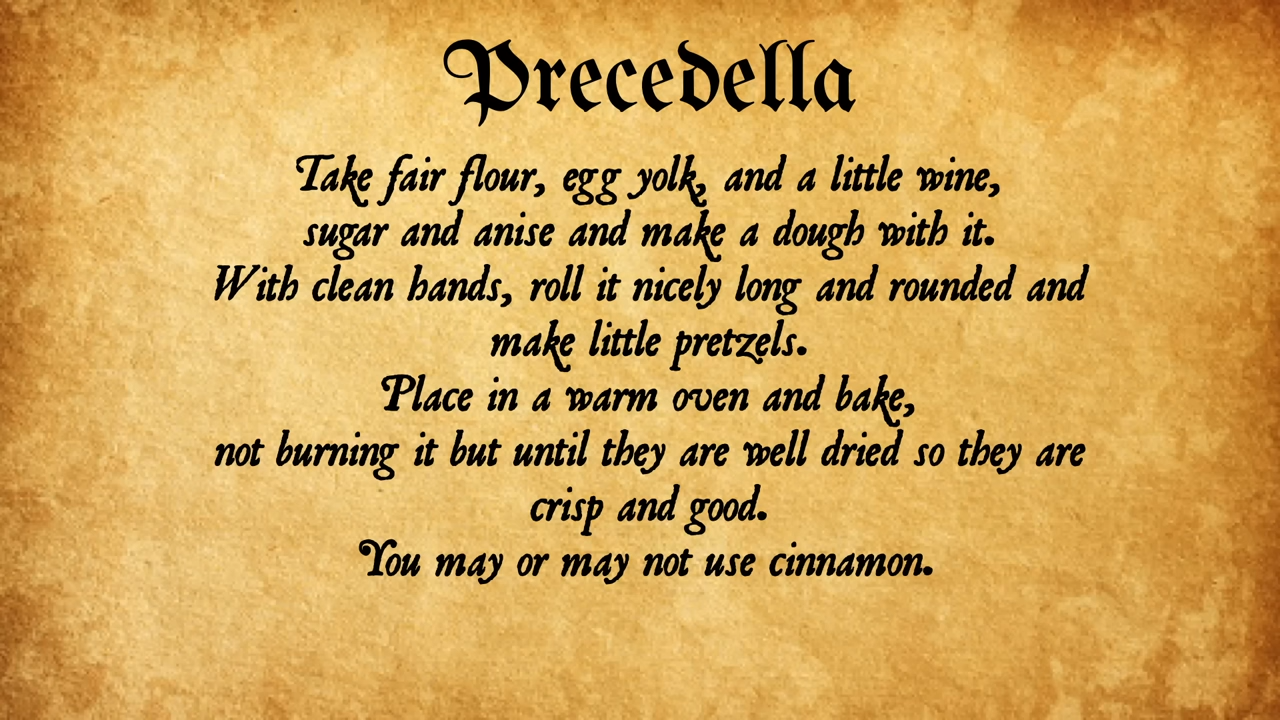 Precedella
Take fair flour, egg yolk, and a little wine,
sugar and anise and make a dough with it.
With clean hands, roll it nicely long and rounded and
make little pretzels.
Place in a warm oven and bake,
not burning it but until they are well dried so they are
crisp and good.
You may or may not use cinnamon.